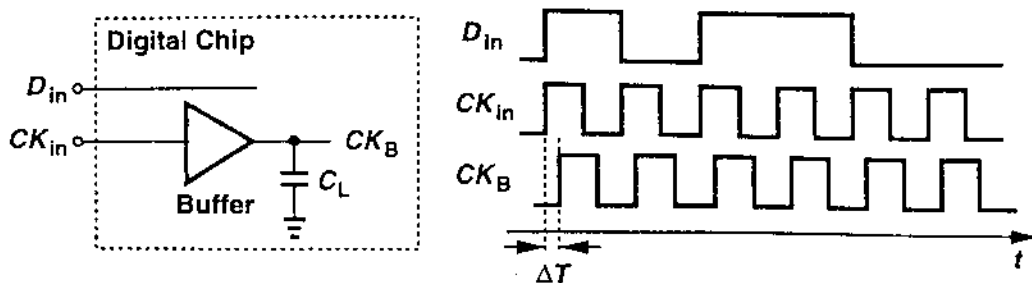 Digital Chip
D_in
CK_in
CK_B
C_L
Buffer
D_in
CK_in
CK_B
ΔT
t